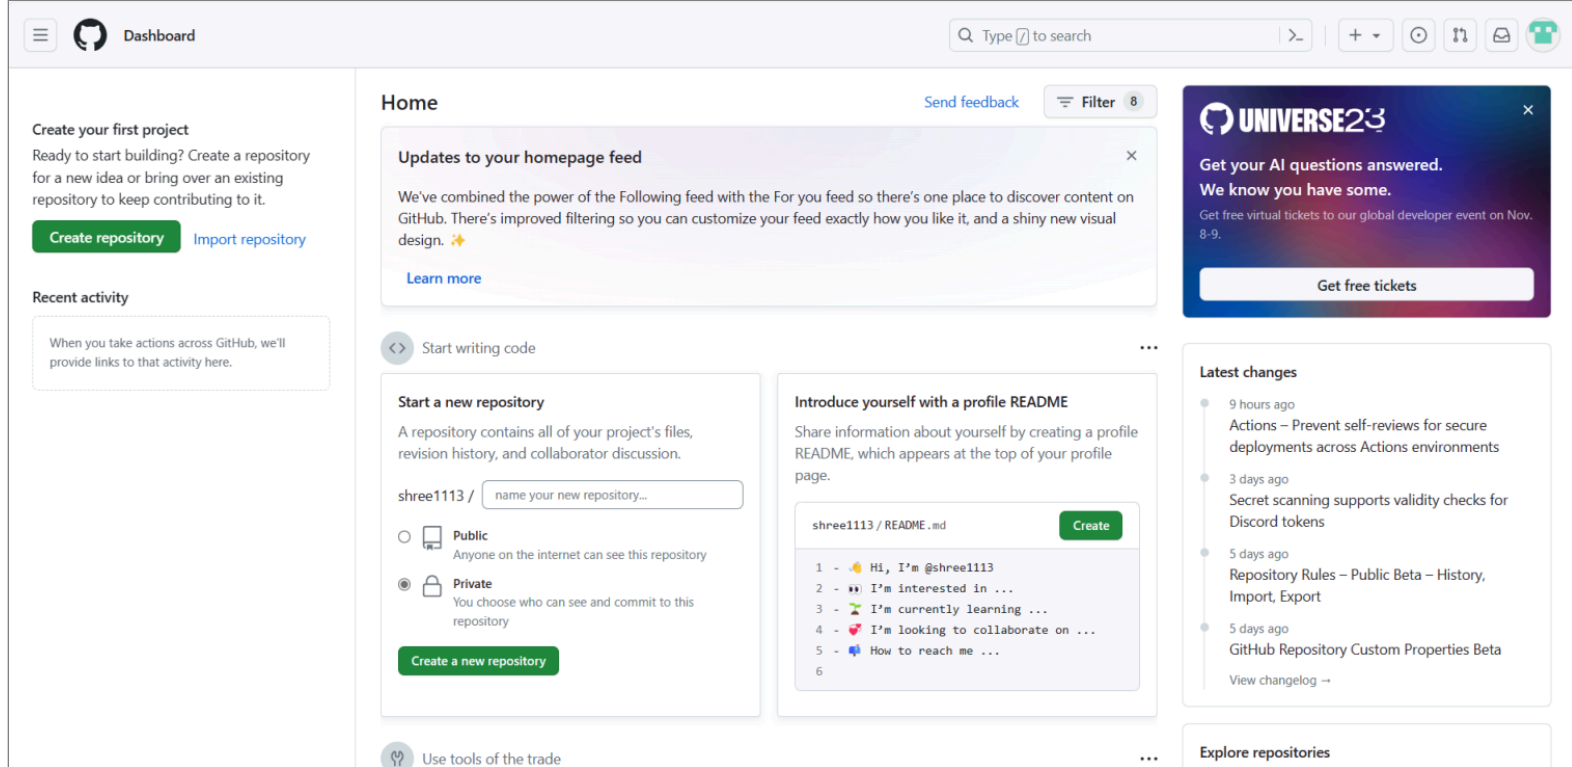 Dashboard
Type / to search
Create your first project
Ready to start building? Create a repository
for a new idea or bring over an existing
repository to keep contributing to it.
Create repository
Import repository
Recent activity
When you take actions across GitHub, we'll
provide links to that activity here.
Home
Send feedback
Filter 8
Updates to your homepage feed
We've combined the power of the Following feed with the For you feed so there's one place to discover content on
GitHub. There's improved filtering so you can customize your feed exactly how you like it, and a shiny new visual
design. ✨
Learn more
Start writing code
Start a new repository
A repository contains all of your project's files,
revision history, and collaborator discussion.
shree1113 /
name your new repository...
Public
Anyone on the internet can see this repository
Private
You choose who can see and commit to this
repository
Create a new repository
Introduce yourself with a profile README
Share information about yourself by creating a profile
README, which appears at the top of your profile
page.
shree1113 / README.md
Create
1 - 👋 Hi, I'm @shree1113
2 - 👀 I'm interested in ...
3 - 🌱 I'm currently learning ...
4 - 💞️ I'm looking to collaborate on ...
5 - 📫 How to reach me ...
6
Use tools of the trade
UNIVERSE23
Get your AI questions answered.
We know you have some.
Get free virtual tickets to our global developer event on Nov.
8-9.
Get free tickets
Latest changes
9 hours ago
Actions – Prevent self-reviews for secure
deployments across Actions environments
3 days ago
Secret scanning supports validity checks for
Discord tokens
5 days ago
Repository Rules – Public Beta – History,
Import, Export
5 days ago
GitHub Repository Custom Properties Beta
View changelog →
Explore repositories